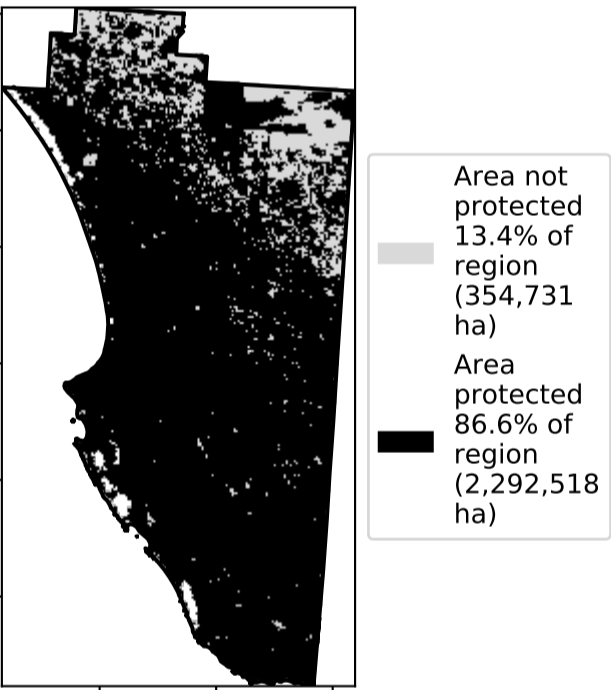 Area not
protected
13.4% of
region
(354,731
ha)
Area
protected
86.6% of
region
(2,292,518
ha)